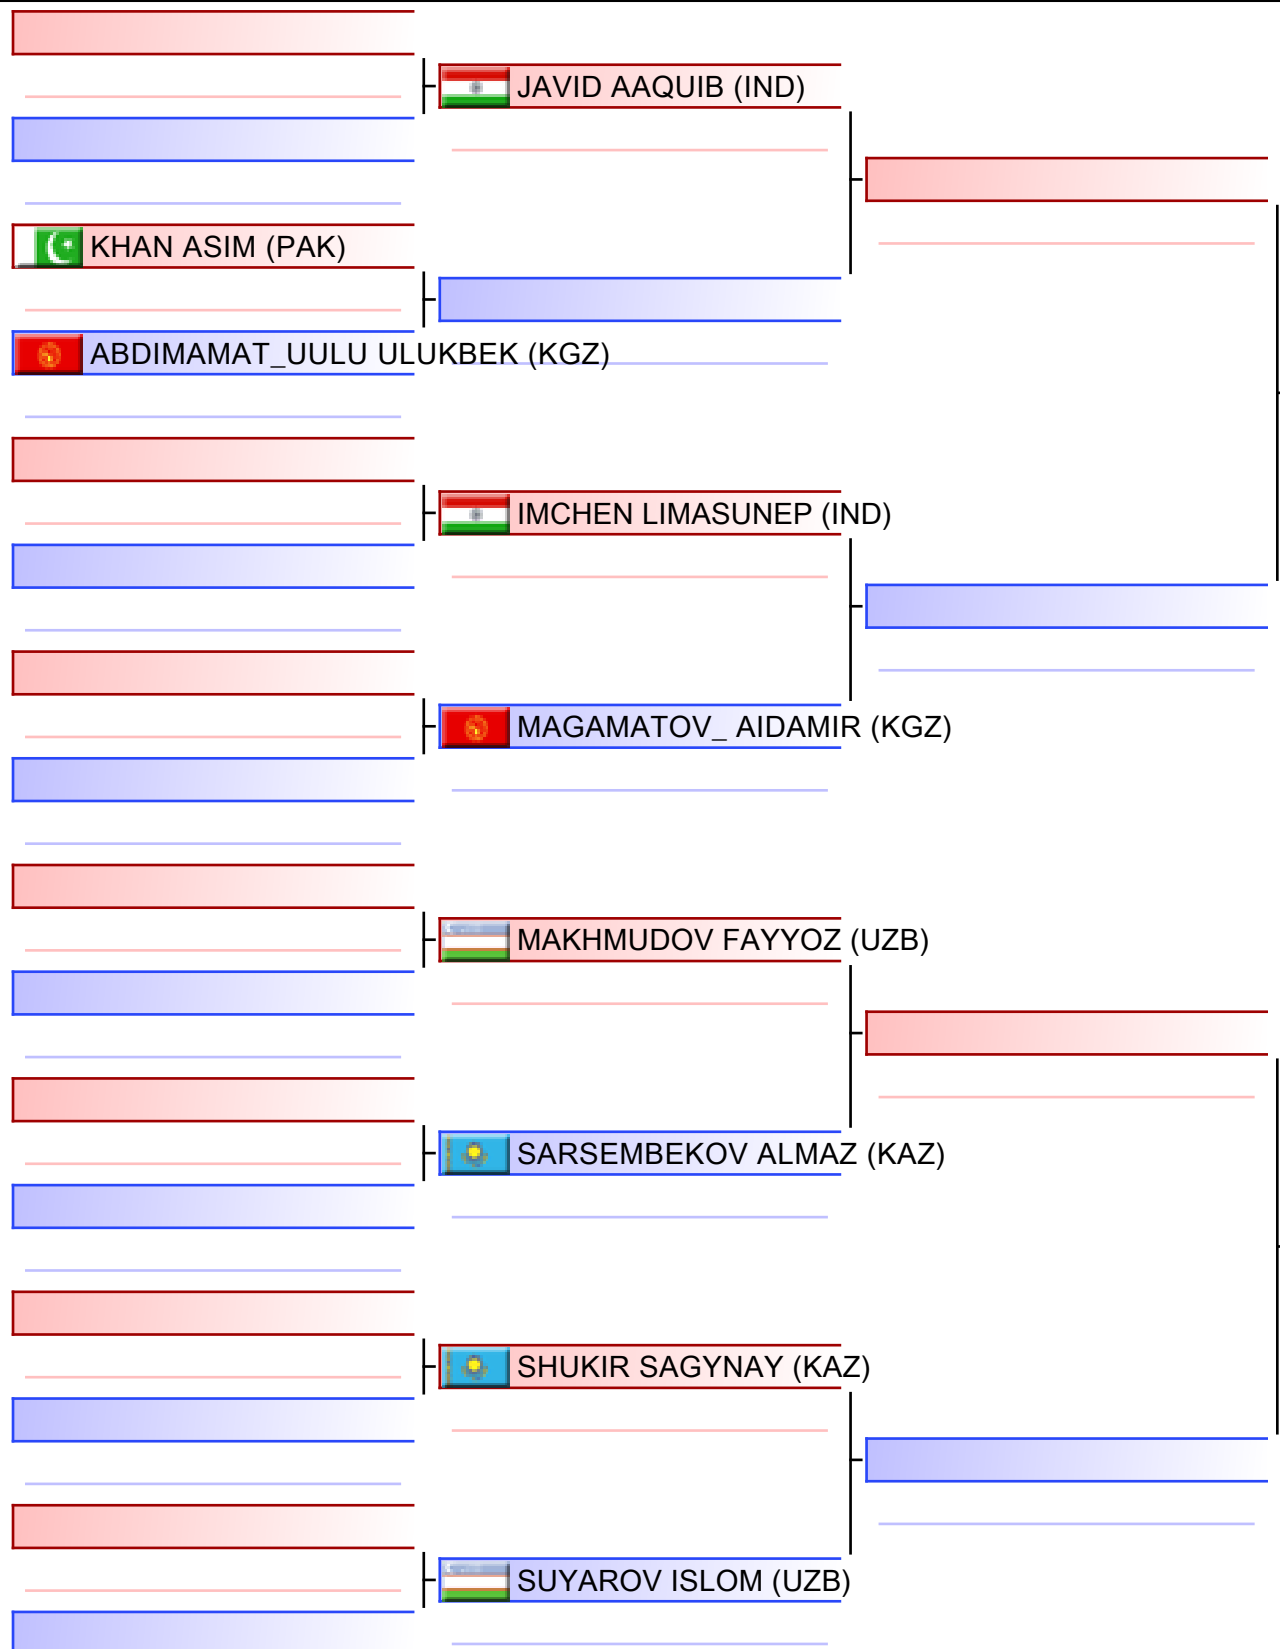 JAVID AAQUIB (IND)
KHAN ASIM (PAK)
ABDIMAMAT_UULU ULUKBEK (KGZ)
IMCHEN LIMASUNEP (IND)
MAGAMATOV_ AIDAMIR (KGZ)
MAKHMUDOV FAYYOZ (UZB)
SARSEMBEKOV ALMAZ (KAZ)
SHUKIR SAGYNAY (KAZ)
SUYAROV ISLOM (UZB)